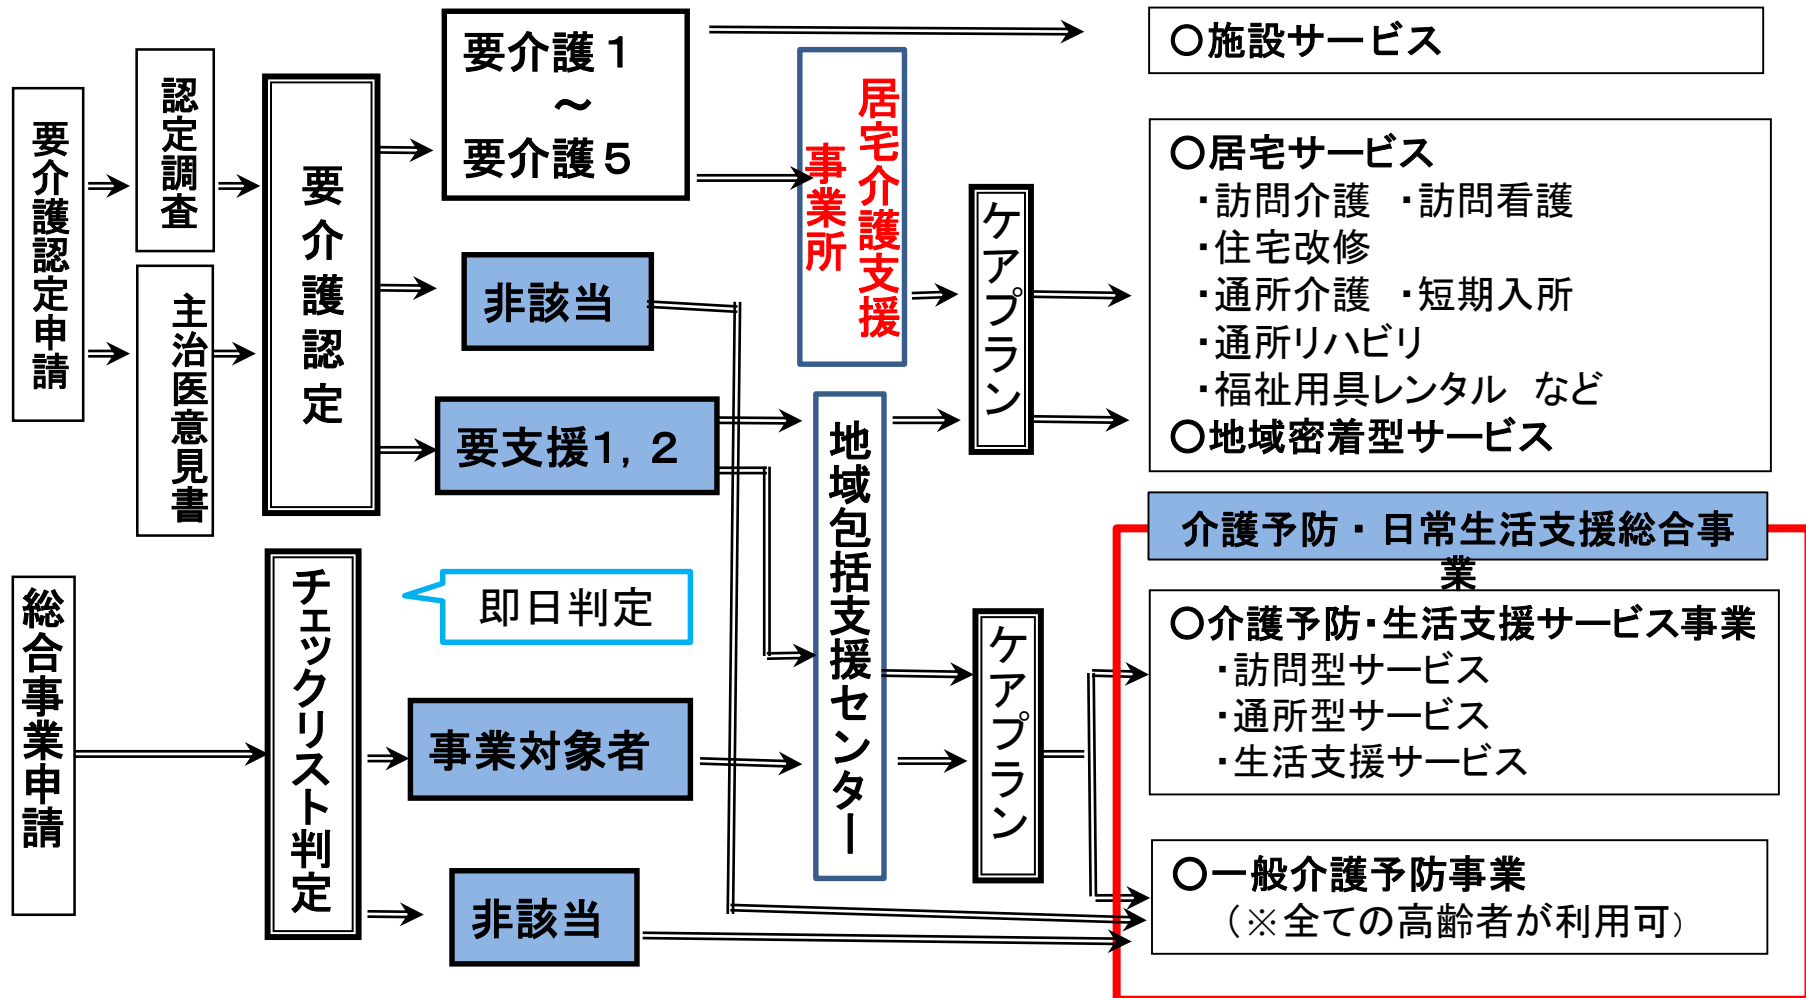 要介護認定申請
認定調査
主治医意見書
要介護認定
要介護１
～
要介護５
非該当
要支援１，２
居宅介護支援
事業所
地域包括支援センター
ケアプラン
○施設サービス
○居宅サービス
・訪問介護　・訪問看護
・住宅改修
・通所介護　・短期入所
・通所リハビリ
・福祉用具レンタル　など
○地域密着型サービス
総合事業申請
チェックリスト判定
即日判定
事業対象者
非該当
ケアプラン
介護予防・日常生活支援総合事
業
○介護予防・生活支援サービス事業
・訪問型サービス
・通所型サービス
・生活支援サービス
○一般介護予防事業
（※全ての高齢者が利用可）